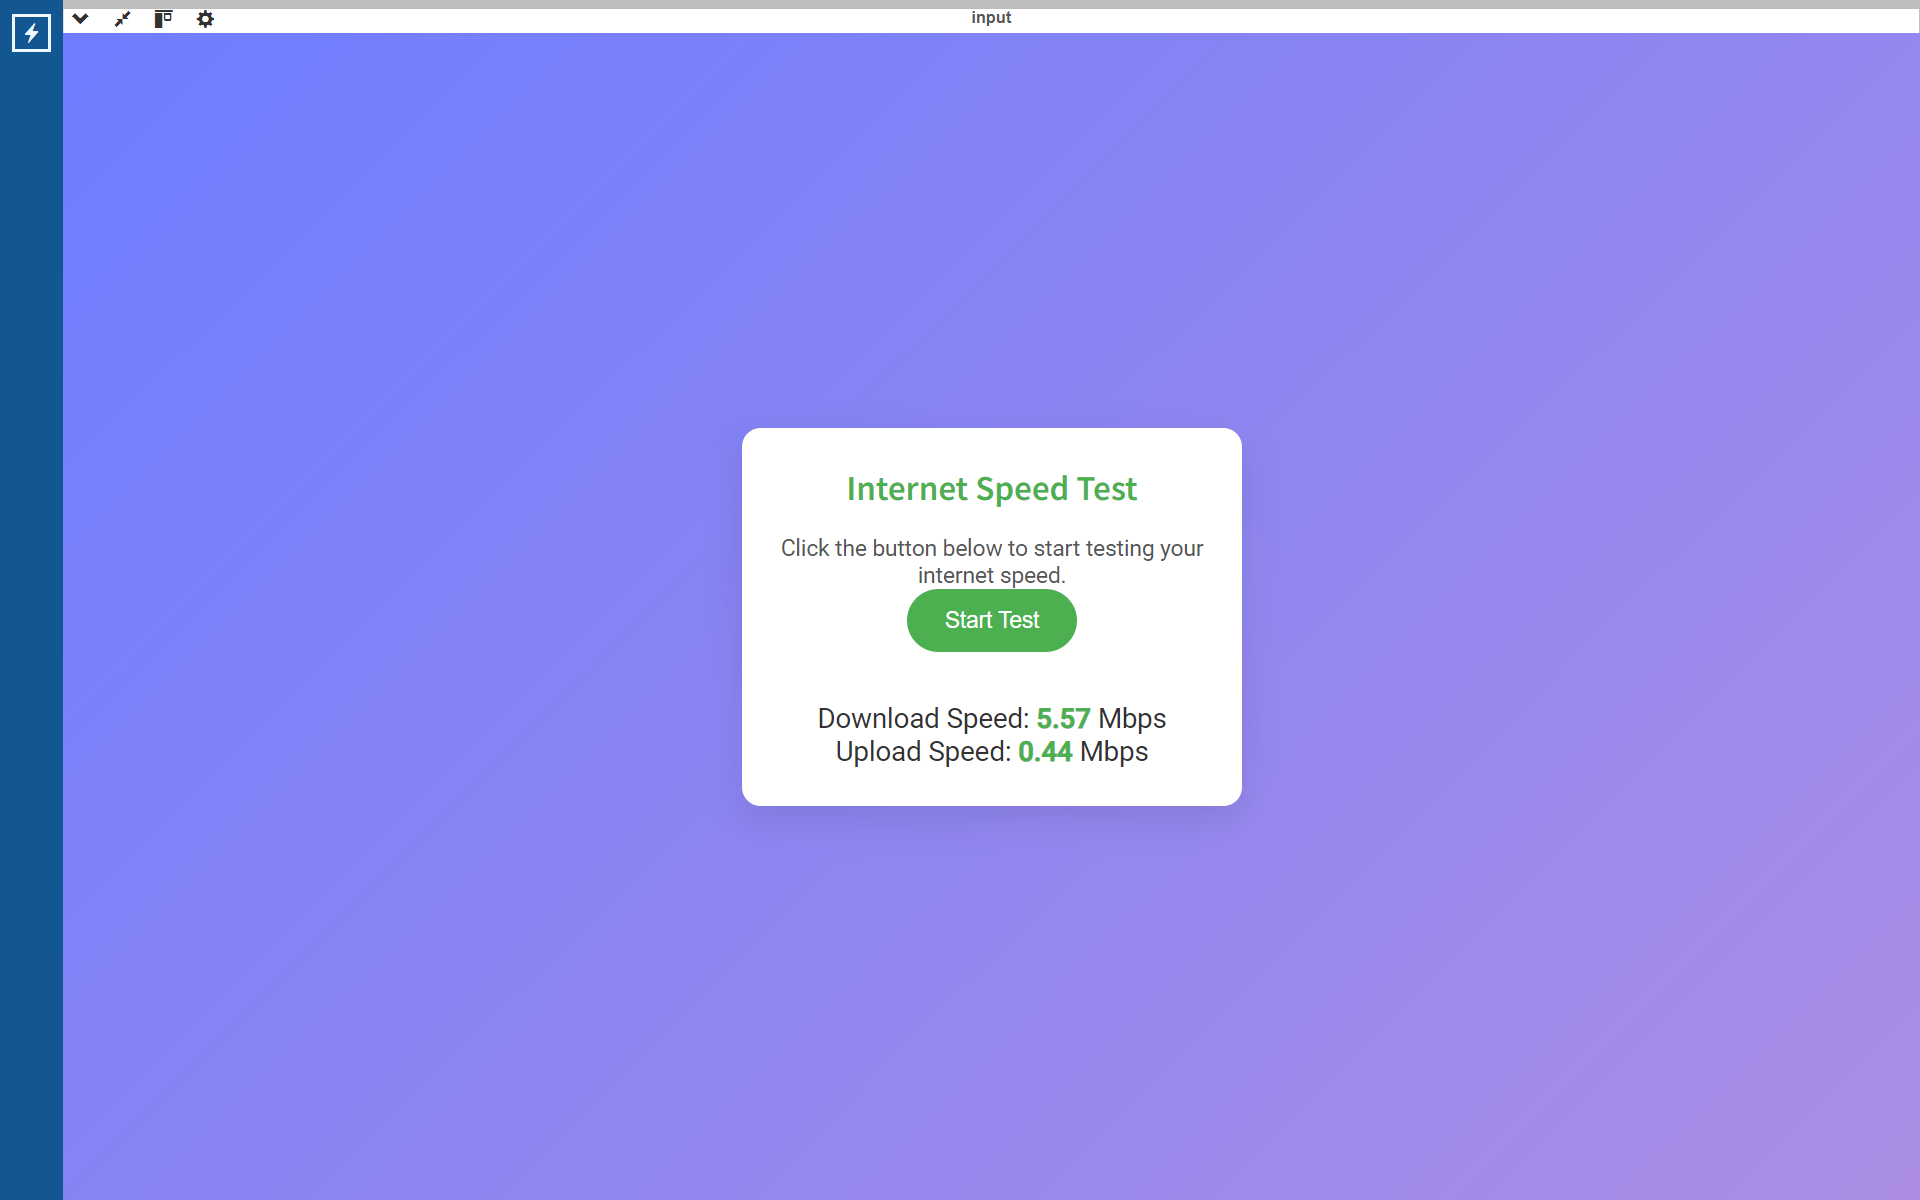 input
Internet Speed Test
Click the button below to start testing your
internet speed.
Start Test
Download Speed: 5.57 Mbps
Upload Speed: 0.44 Mbps